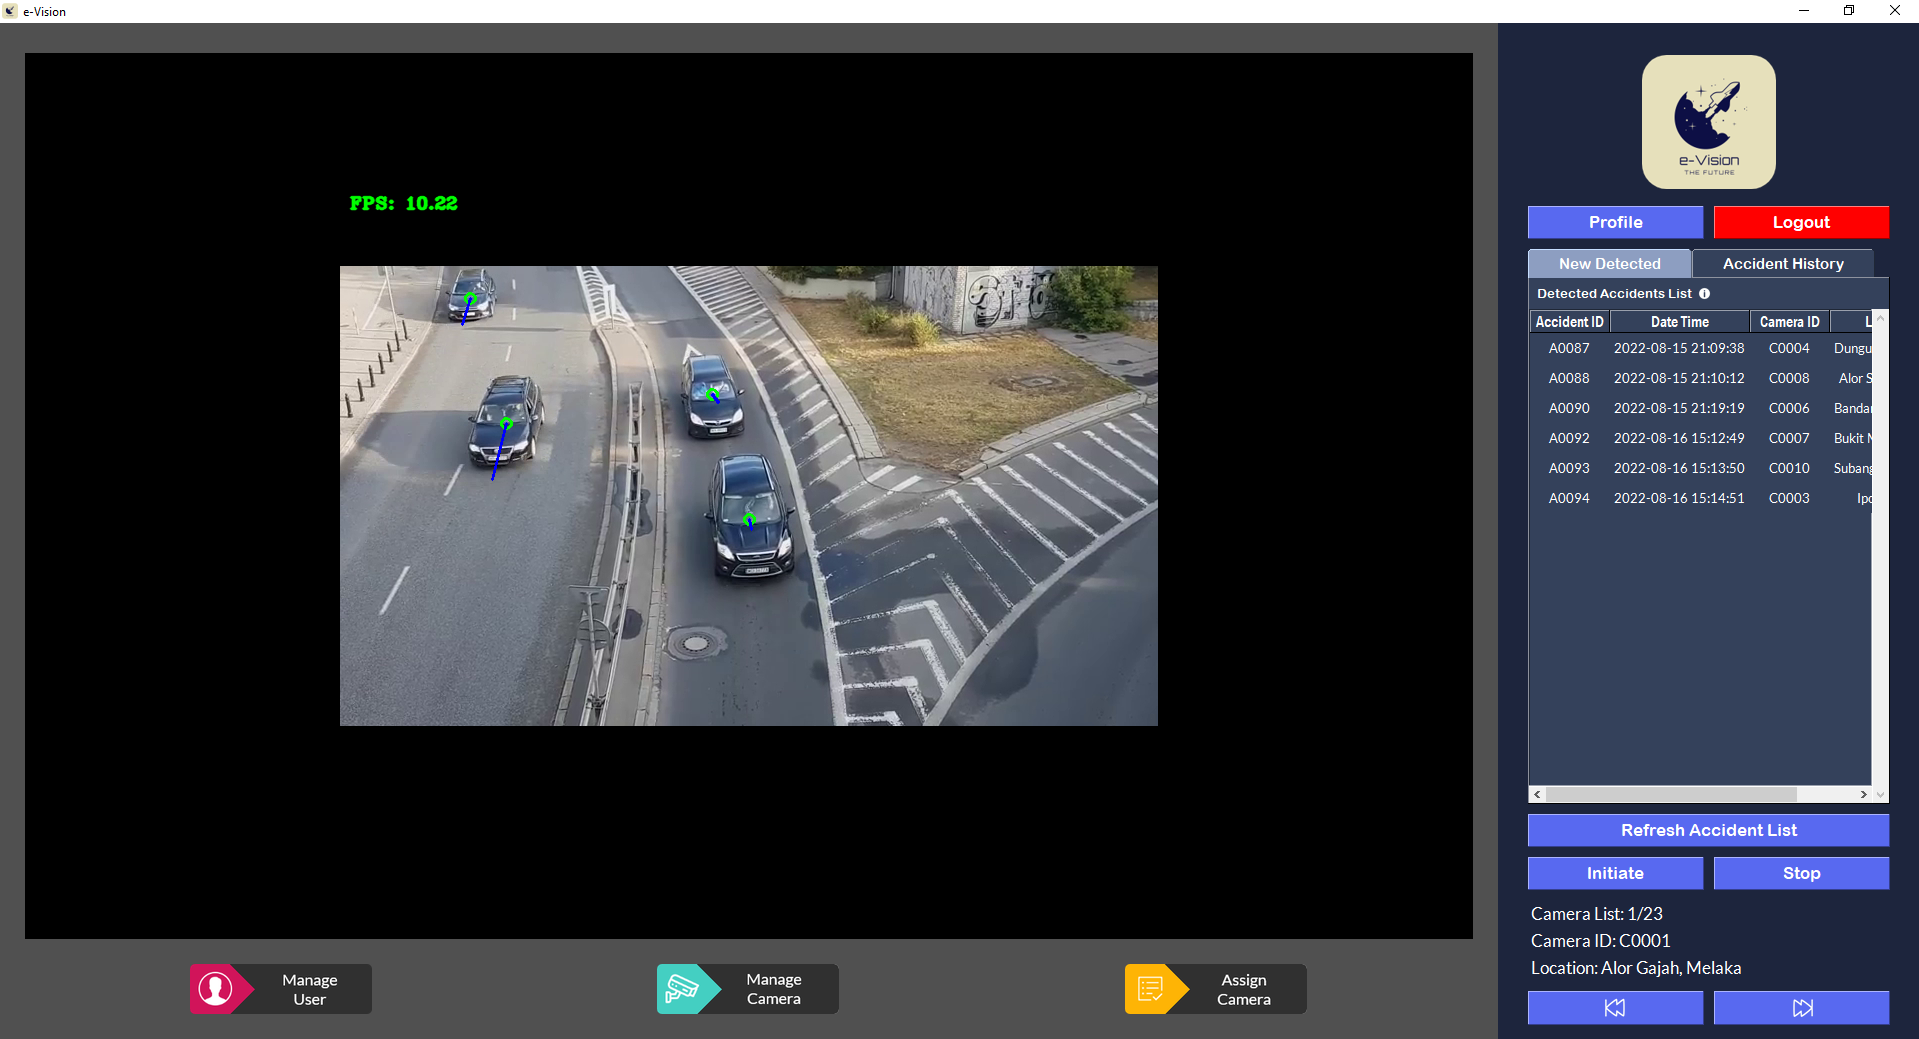 e-Vision
FPS: 10.22
e-Vision
THE FUTURE
Profile
Logout
New Detected
Accident History
Detected Accidents List
Accident ID Date Time Camera ID L
A0087 2022-08-15 21:09:38 C0004 Dungu
A0088 2022-08-15 21:10:12 C0008 Alor S
A0090 2022-08-15 21:19:19 C0006 Bandar
A0092 2022-08-16 15:12:49 C0007 Bukit M
A0093 2022-08-16 15:13:50 C0010 Subang
A0094 2022-08-16 15:14:51 C0003 Ipo
Refresh Accident List
Initiate
Stop
Camera List: 1/23
Camera ID: C0001
Location: Alor Gajah, Melaka
Manage
User
Manage
Camera
Assign
Camera